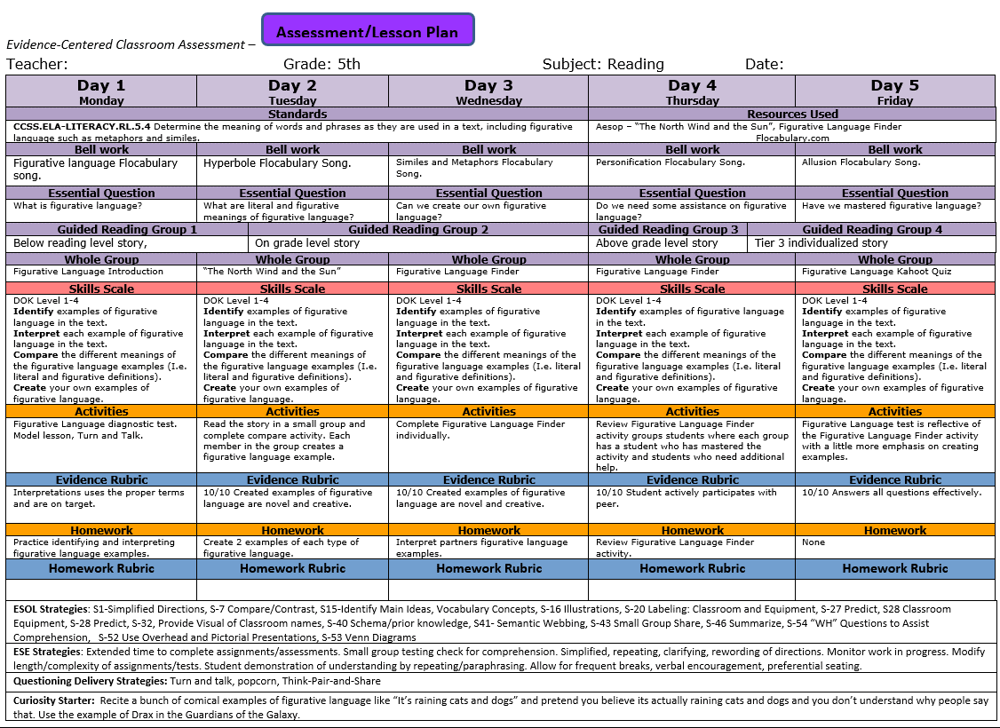 Assessment/Lesson Plan
Evidence-Centered Classroom Assessment –
Teacher: Grade: 5th Subject: Reading Date:
Day 1 Day 2 Day 3 Day 4 Day 5
Monday Tuesday Wednesday Thursday Friday
Standards Resources Used
CCSS.ELA-LITERACY.RL.5.4 Determine the meaning of words and phrases as they are used in a text, including figurative
language such as metaphors and similes.
Aesop – “The North Wind and the Sun”, Figurative Language Finder
Flocabulary.com
Bell work Bell work Bell work Bell work Bell work
Figurative language Flocabulary
song.
Hyperbole Flocabulary Song.
Similes and Metaphors Flocabulary
Song.
Personification Flocabulary Song.
Allusion Flocabulary Song.
Essential Question Essential Question Essential Question Essential Question Essential Question
What is figurative language?
What are literal and figurative
meanings of figurative language?
Can we create our own figurative
language?
Do we need some assistance on figurative
language?
Have we mastered figurative language?
Guided Reading Group 1 Guided Reading Group 2 Guided Reading Group 3 Guided Reading Group 4
Below reading level story, On grade level story Above grade level story Tier 3 individualized story
Whole Group Whole Group Whole Group Whole Group Whole Group
Figurative Language Introduction “The North Wind and the Sun” Figurative Language Finder Figurative Language Finder Figurative Language Kahoot Quiz
Skills Scale Skills Scale Skills Scale Skills Scale Skills Scale
DOK Level 1-4
Identify examples of figurative
language in the text.
Interpret each example of figurative
language in the text.
Compare the different meanings of
the figurative language examples (I.e.
literal and figurative definitions).
Create your own examples of
figurative language.
DOK Level 1-4
Identify examples of figurative
language in the text.
Interpret each example of figurative
language in the text.
Compare the different meanings of
the figurative language examples (I.e.
literal and figurative definitions).
Create your own examples of
figurative language.
DOK Level 1-4
Identify examples of figurative
language in the text.
Interpret each example of figurative
language in the text.
Compare the different meanings of the
figurative language examples (I.e. literal
and figurative definitions).
Create your own examples of figurative
language.
DOK Level 1-4
Identify examples of figurative language
in the text.
Interpret each example of figurative
language in the text.
Compare the different meanings of the
figurative language examples (I.e. literal
and figurative definitions).
Create your own examples of figurative
language.
DOK Level 1-4
Identify examples of figurative
language in the text.
Interpret each example of figurative
language in the text.
Compare the different meanings of the
figurative language examples (I.e. literal
and figurative definitions).
Create your own examples of figurative
language.
Activities Activities Activities Activities Activities
Figurative Language diagnostic test.
Model lesson, Turn and Talk.
Read the story in a small group and
complete compare activity. Each
member in the group creates a
figurative language example.
Complete Figurative Language Finder
individually.
Review Figurative Language Finder
activity groups students where each group
has a student who has mastered the
activity and students who need additional
help.
Figurative Language test is reflective of
the Figurative Language Finder activity
with a little more emphasis on creating
examples.
Evidence Rubric Evidence Rubric Evidence Rubric Evidence Rubric Evidence Rubric
Interpretations uses the proper terms
and are on target.
10/10 Created examples of figurative
language are novel and creative.
10/10 Created examples of figurative
language are novel and creative.
10/10 Student actively participates with
peer.
10/10 Answers all questions effectively.
Homework Homework Homework Homework Homework
Practice identifying and interpreting
figurative language examples.
Create 2 examples of each type of
figurative language.
Interpret partners figurative language
examples.
Review Figurative Language Finder
activity.
None
Homework Rubric Homework Rubric Homework Rubric Homework Rubric Homework Rubric
ESOL Strategies: S1-Simplified Directions, S-7 Compare/Contrast, S15-Identify Main Ideas, Vocabulary Concepts, S-16 Illustrations, S-20 Labeling: Classroom and Equipment, S-27 Predict, S28 Classroom
Equipment, S-28 Predict, S-32, Provide Visual of Classroom names, S-40 Schema/prior knowledge, S41- Semantic Webbing, S-43 Small Group Share, S-46 Summarize, S-54 “WH” Questions to Assist
Comprehension, S-52 Use Overhead and Pictorial Presentations, S-53 Venn Diagrams
ESE Strategies: Extended time to complete assignments/assessments. Small group testing check for comprehension. Simplified, repeating, clarifying, rewording of directions. Monitor work in progress. Modify
length/complexity of assignments/tests. Student demonstration of understanding by repeating/paraphrasing. Allow for frequent breaks, verbal encouragement, preferential seating.
Questioning Delivery Strategies: Turn and talk, popcorn, Think-Pair-and-Share
Curiosity Starter: Recite a bunch of comical examples of figurative language like “It’s raining cats and dogs” and pretend you believe its actually raining cats and dogs and you don’t understand why people say
that. Use the example of Drax in the Guardians of the Galaxy.